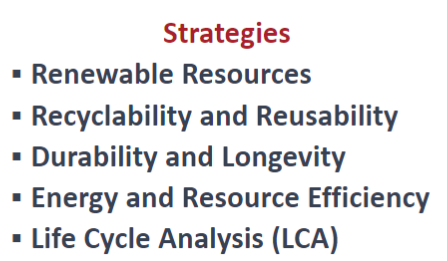 Strategies
▪ Renewable Resources
▪ Recyclability and Reusability
▪ Durability and Longevity
▪ Energy and Resource Efficiency
▪ Life Cycle Analysis (LCA)